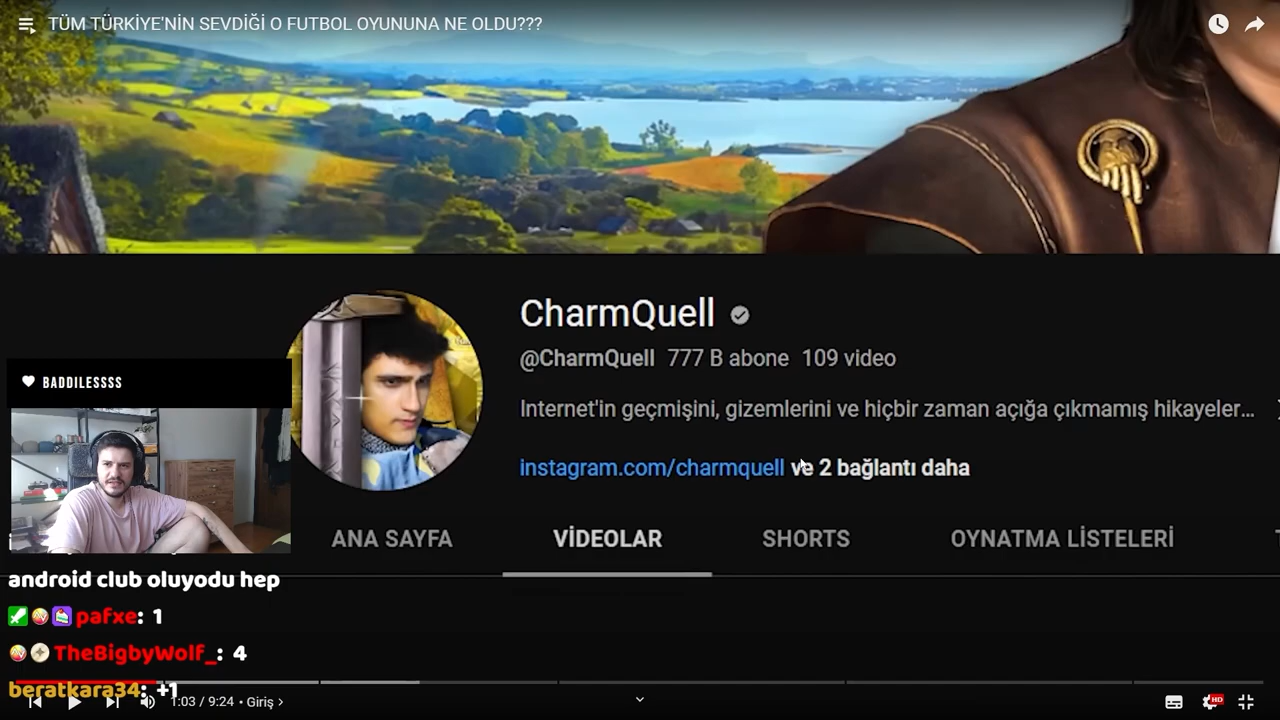 TÜM TÜRKİYE'NİN SEVDİĞİ O FUTBOL OYUNUNA NE OLDU???
CharmQuell
@CharmQuell 777 B abone 109 video
Internet'in geçmişini, gizemlerini ve hiçbir zaman açığa çıkmamış hikayeler...
instagram.com/charmquell ve 2 bağlantı daha
ANA SAYFA VİDEOLAR SHORTS OYNATMA LİSTELERİ
BADDILESSSS
android club oluyodu hep
pafxe: 1
TheBigbyWolf_: 4
beratkara34: +1
1:03 / 9:24 • Giriş
HD